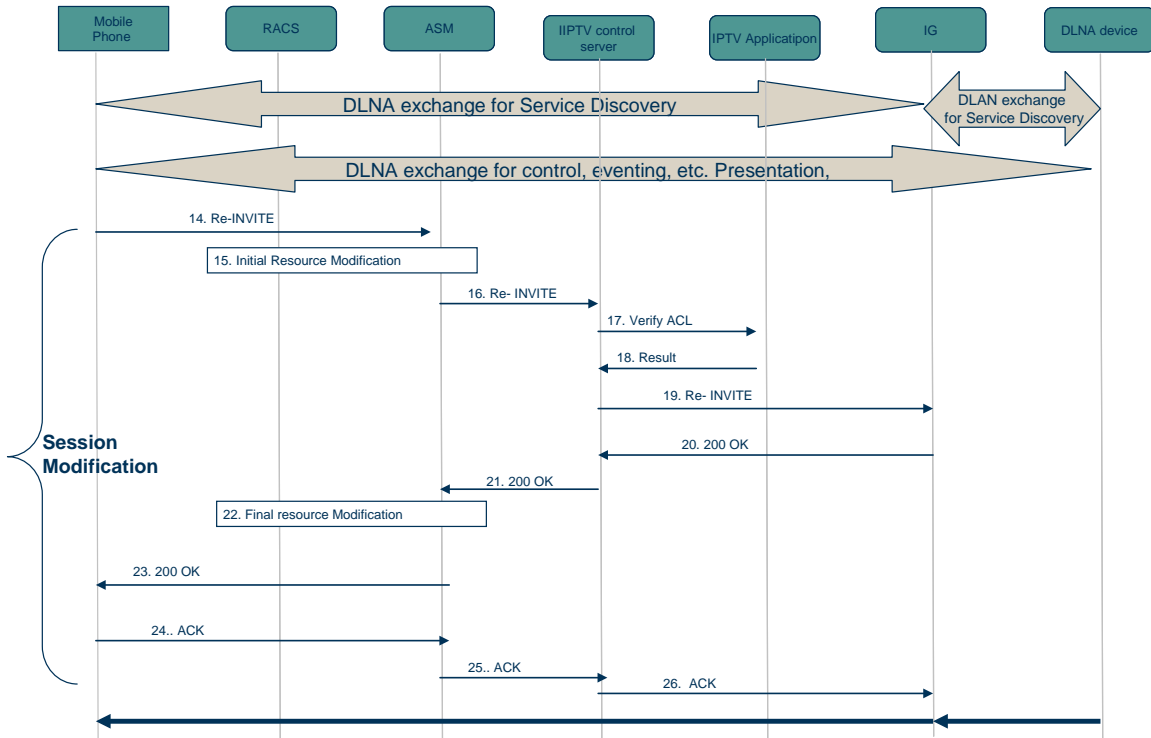 Mobile
Phone
RACS
ASM
IIPTV control
server
IPTV Applicatipon
IG
DLNA device
DLNA exchange for Service Discovery
DLAN exchange
for Service Discovery
DLNA exchange for control, eventing, etc. Presentation,
14. Re-INVITE
15. Initial Resource Modification
16. Re- INVITE
17. Verify ACL
18. Result
19. Re- INVITE
Session
Modification
20. 200 OK
21. 200 OK
22. Final resource Modification
23. 200 OK
24.. ACK
25.. ACK
26. ACK